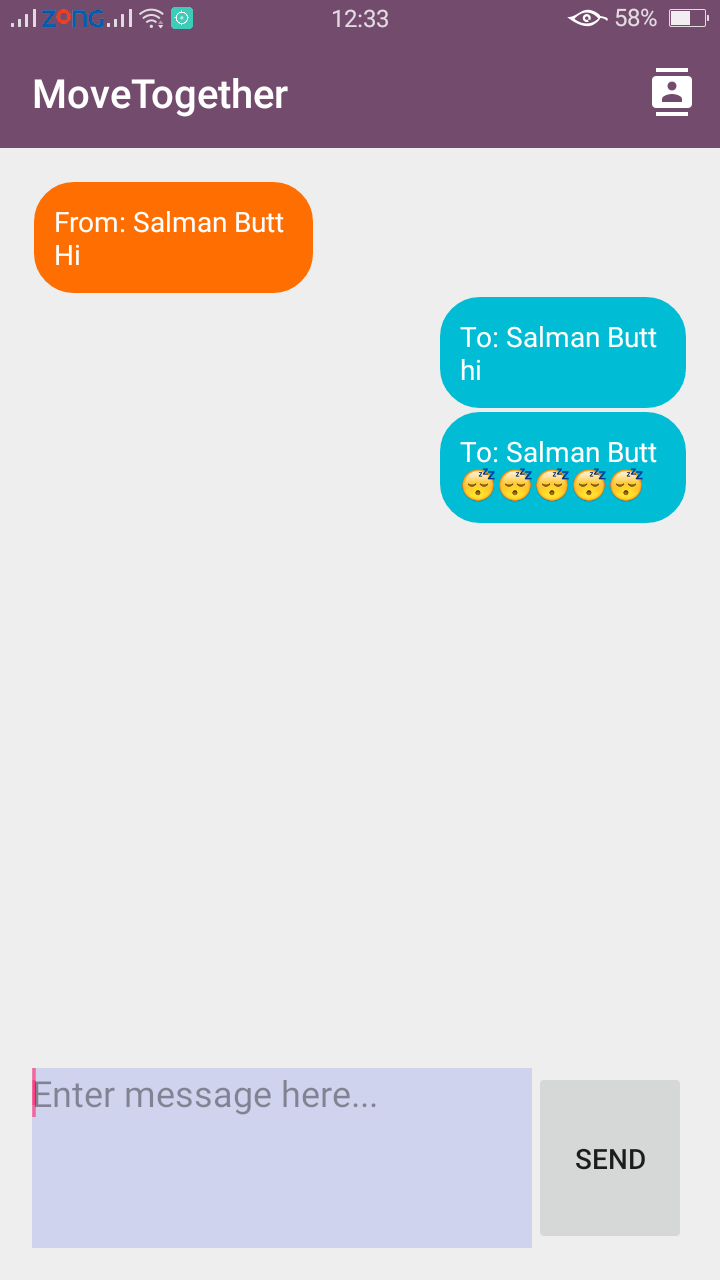 ZONG 12:33 58%
MoveTogether
From: Salman Butt
Hi
To: Salman Butt
hi
To: Salman Butt
😴😴😴😴😴
Enter message here...
SEND